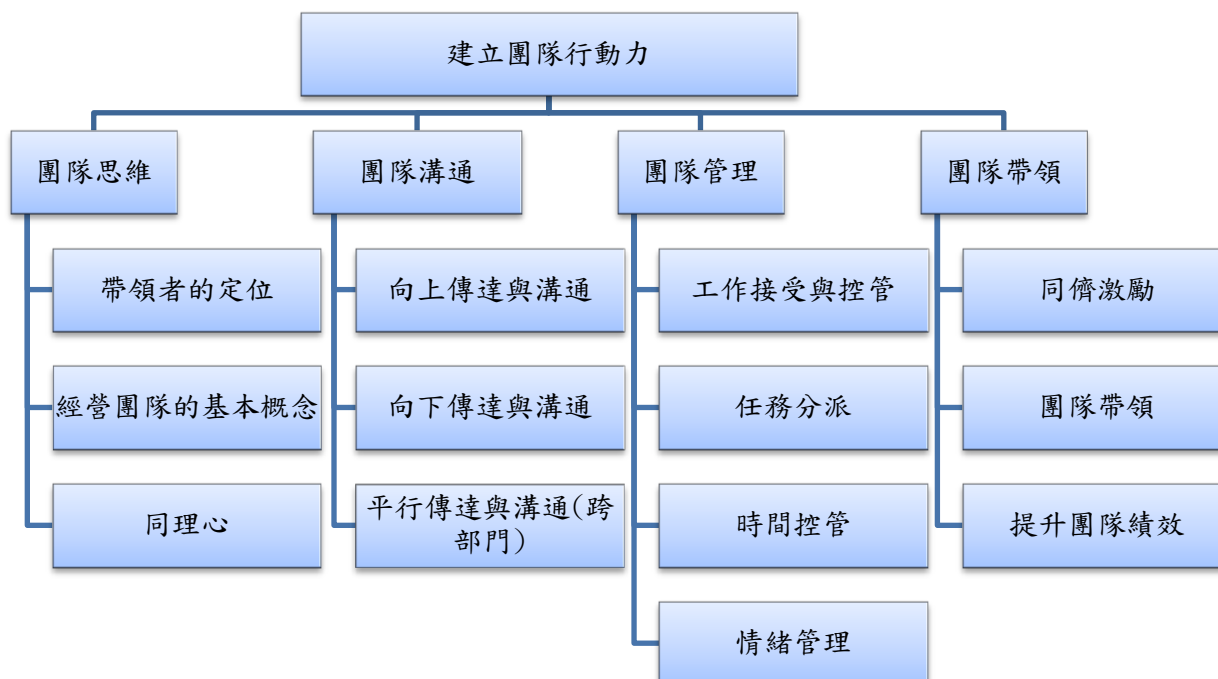 建立團隊行動力
團隊思維
團隊溝通
團隊管理
團隊帶領
帶領者的定位
向上傳達與溝通
工作接受與控管
同儕激勵
經營團隊的基本概念
向下傳達與溝通
任務分派
團隊帶領
同理心
平行傳達與溝通(跨
部門)
時間控管
提升團隊績效
情緒管理